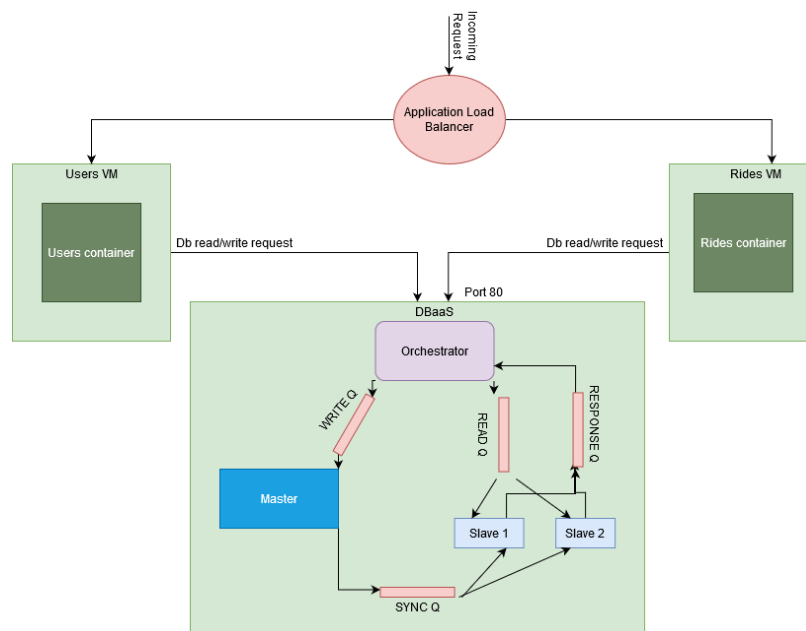 Incoming
Request
Application Load
Balancer
Users VM
Rides VM
Users container
Rides container
Db read/write request
Db read/write request
Port 80
DBaaS
Orchestrator
WRITE Q
READ Q
RESPONSE Q
Master
Slave 1
Slave 2
SYNC Q